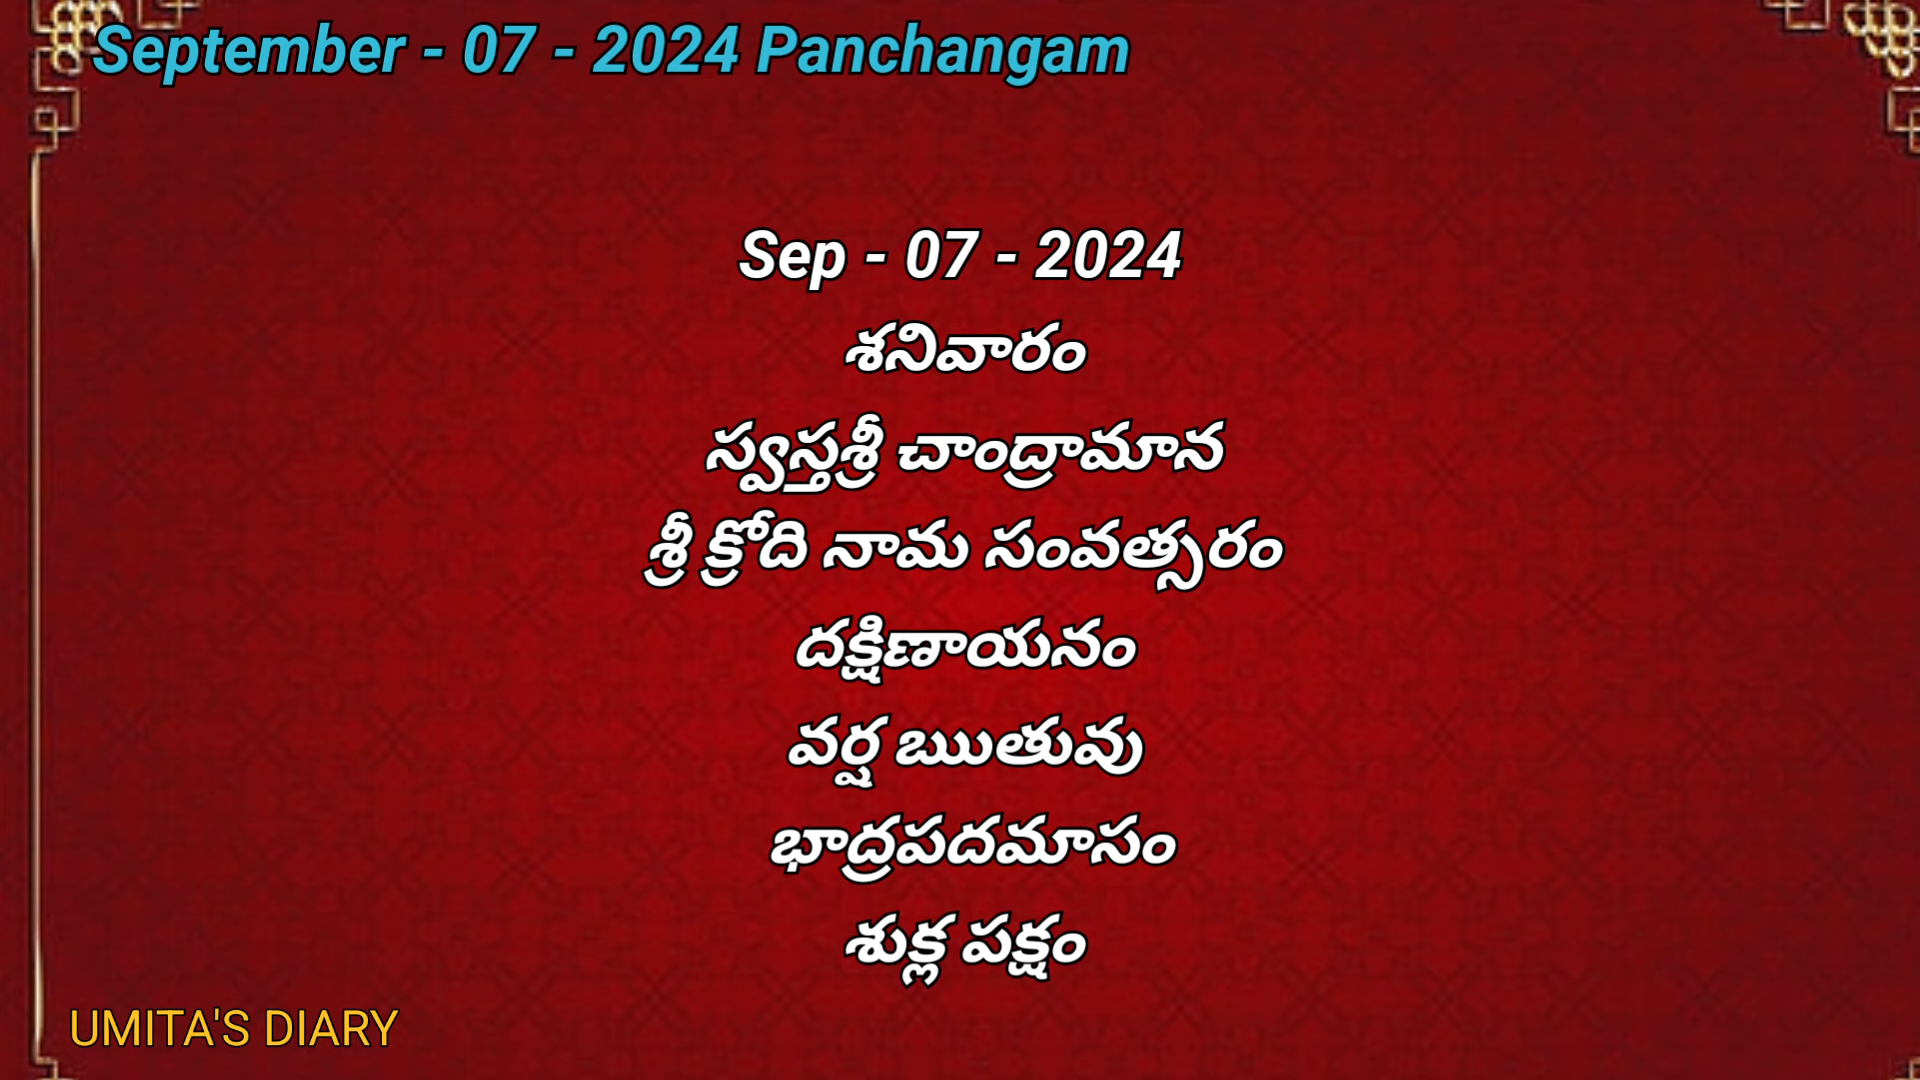 September - 07 - 2024 Panchangam
Sep - 07 - 2024
శనివారం
స్వస్తశ్రీ చాంద్రామాన
శ్రీ క్రోది నామ సంవత్సరం
దక్షిణాయనం
వర్ష ఋతువు
భాద్రపదమాసం
శుక్ల పక్షం
UMITA'S DIARY